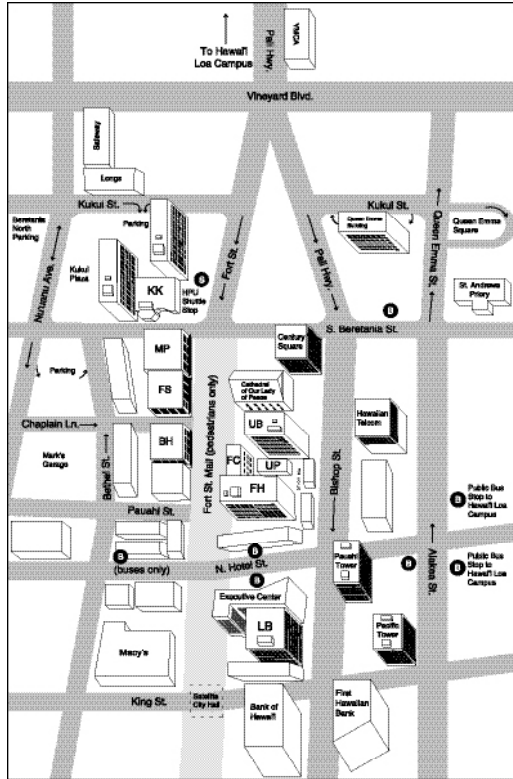 To Hawai'i
Loa Campus
Pali Hwy.
YMCA
Vineyard Blvd.
Safeway
Longs
Kukui St.
Kukui St.
Beretania
North
Parking
Parking
Queen Emma
Building
Queen Emma
Square
Nuuanu Ave.
Kukui
Plaza
KK
B
HPU
Shuttle
Stop
Fort St.
Pali Hwy.
Queen Emma St.
St. Andrews
Priory
B
S. Beretania St.
MP
Century
Square
Parking
FS
Cathedral
of Our Lady
of Peace
Chaplain Ln.
BH
UB
Hawaiian
Telcom
Mark's
Garage
Bethel St.
Fort St. Mall (pedestrians only)
FC
UP
FH
Bishop St.
Pauahi St.
B
Public Bus
Stop to
Hawai'i Loa
Campus
B
(buses only)
N. Hotel St.
B
B
Pauahi
Tower
B
B
Public Bus
Stop to
Hawai'i Loa
Campus
Alakea St.
Executive Center
LB
Macy's
Pacific
Tower
King St.
Satellite
City Hall
Bank of
Hawai'i
First
Hawaiian
Bank